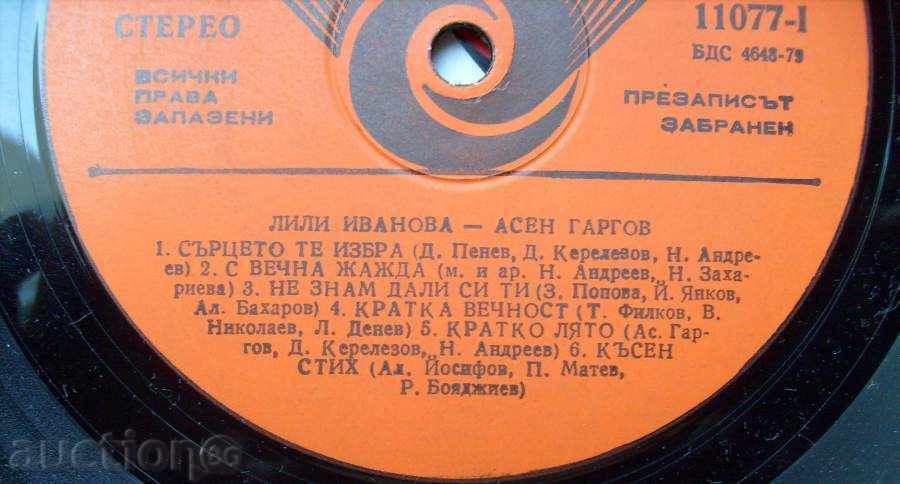 СТЕРЕО
11077-I
БДС 4643-79
ВСИЧКИ
ПРАВА
ЗАПАЗЕНИ
ПРЕЗАПИСЪТ
ЗАБРАНЕН
ЛИЛИ ИВАНОВА — АСЕН ГАРГОВ
1. СЪРЦЕТО ТЕ ИЗБРА (Д. Пенев, Д. Керелезов, Н. Андре-
ев) 2. С ВЕЧНА ЖАЖДА (м. и ар. Н. Андреев, Н. Заха-
риева) 3. НЕ ЗНАМ ДАЛИ СИ ТИ (З. Попова, Й. Янков,
Ал. Бахаров) 4. КРАТКА ВЕЧНОСТ (Т. Филков, В.
Николаев, Л. Денев) 5. КРАТКО ЛЯТО (Ас. Гар-
гов, Д. Керелезов, Н. Андреев) 6. КЪСЕН
СТИХ (Ал. Йосифов, П. Матев,
Р. Бояджиев)
auction